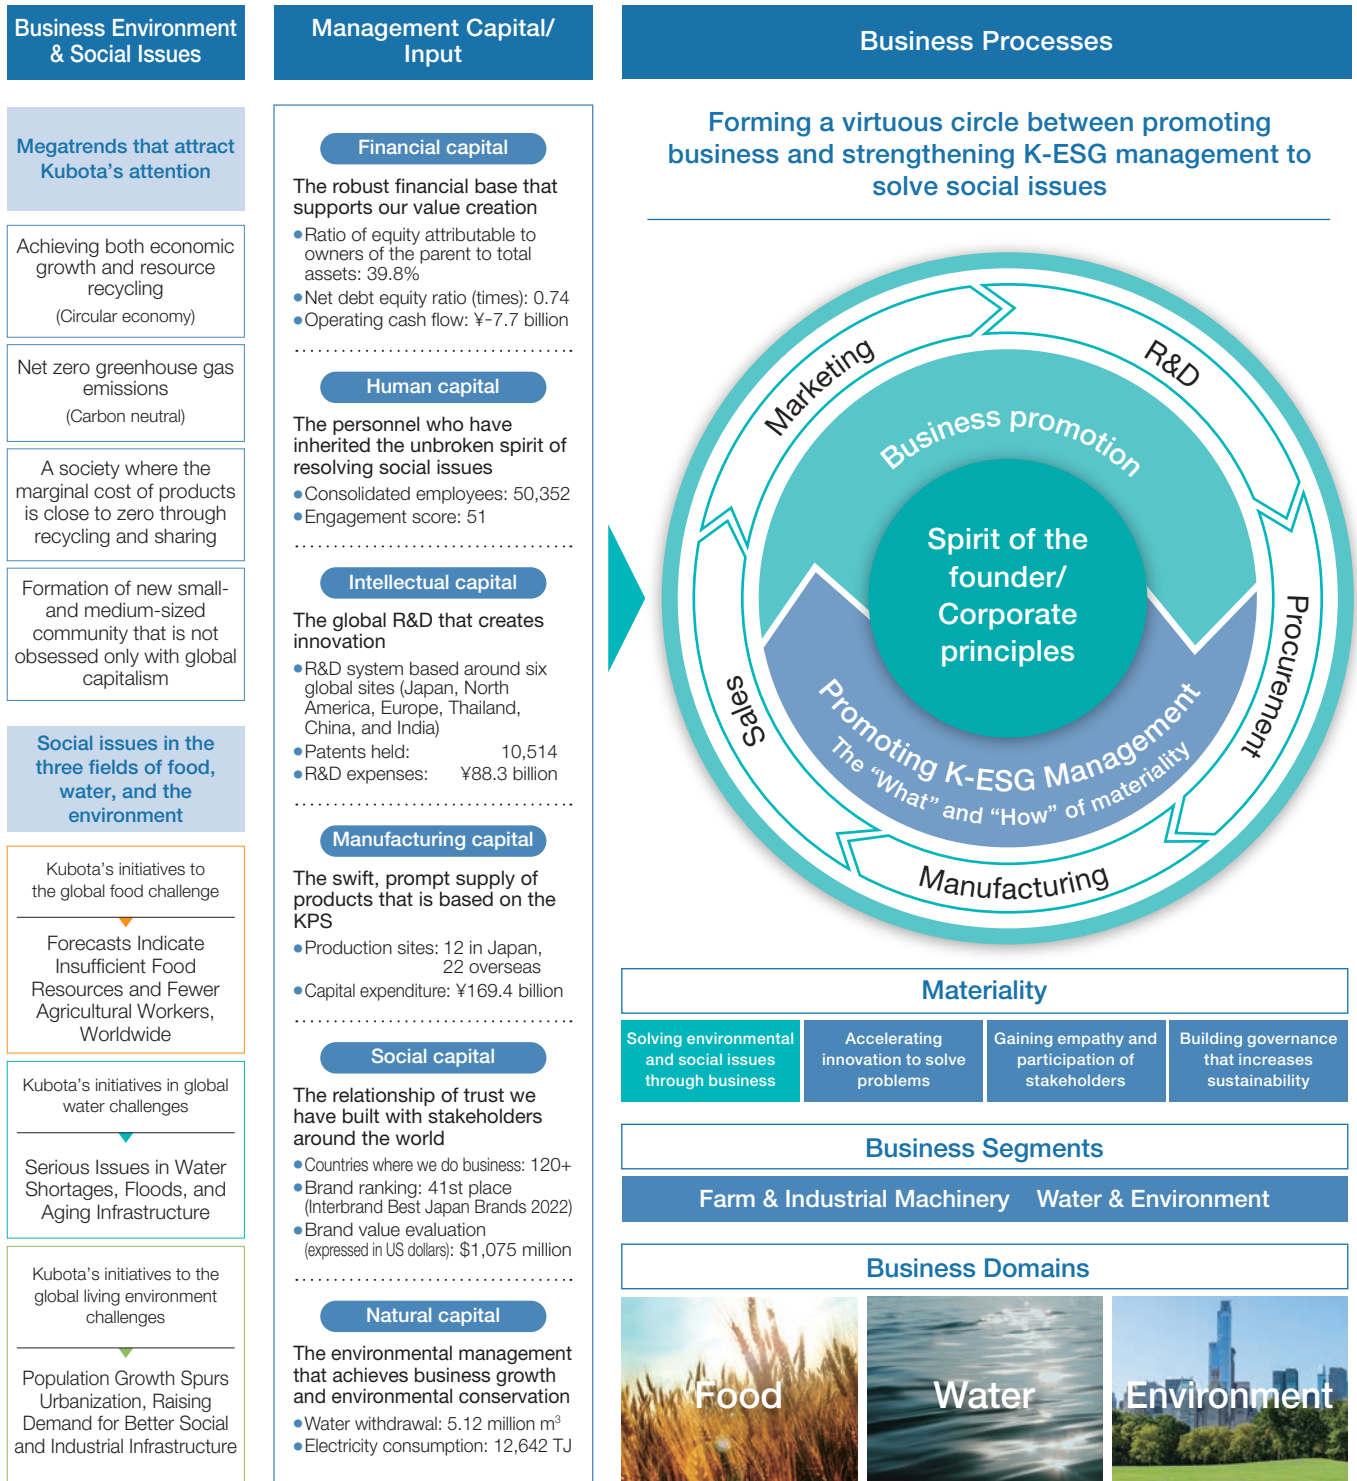 Business Environment
& Social Issues
Megatrends that attract
Kubota’s attention
Achieving both economic
growth and resource
recycling
(Circular economy)
Net zero greenhouse gas
emissions
(Carbon neutral)
A society where the
marginal cost of products
is close to zero through
recycling and sharing
Formation of new small-
and medium-sized
community that is not
obsessed only with global
capitalism
Social issues in the
three fields of food,
water, and the
environment
Kubota’s initiatives to
the global food challenge
Forecasts Indicate
Insufficient Food
Resources and Fewer
Agricultural Workers,
Worldwide
Kubota’s initiatives in global
water challenges
Serious Issues in Water
Shortages, Floods, and
Aging Infrastructure
Kubota’s initiatives to the
global living environment
challenges
Population Growth Spurs
Urbanization, Raising
Demand for Better Social
and Industrial Infrastructure
Management Capital/
Input
Financial capital
The robust financial base that
supports our value creation
●Ratio of equity attributable to
owners of the parent to total
assets: 39.8%
●Net debt equity ratio (times): 0.74
●Operating cash flow: ¥-7.7 billion
Human capital
The personnel who have
inherited the unbroken spirit of
resolving social issues
●Consolidated employees: 50,352
●Engagement score: 51
Intellectual capital
The global R&D that creates
innovation
●R&D system based around six
global sites (Japan, North
America, Europe, Thailand,
China, and India)
●Patents held: 10,514
●R&D expenses: ¥88.3 billion
Manufacturing capital
The swift, prompt supply of
products that is based on the
KPS
●Production sites: 12 in Japan,
22 overseas
●Capital expenditure: ¥169.4 billion
Social capital
The relationship of trust we
have built with stakeholders
around the world
●Countries where we do business: 120+
●Brand ranking: 41st place
(Interbrand Best Japan Brands 2022)
●Brand value evaluation
(expressed in US dollars): $1,075 million
Natural capital
The environmental management
that achieves business growth
and environmental conservation
●Water withdrawal: 5.12 million m³
●Electricity consumption: 12,642 TJ
Business Processes
Forming a virtuous circle between promoting
business and strengthening K-ESG management to
solve social issues
Marketing
R&D
Procurement
Manufacturing
Sales
Business promotion
Spirit of the
founder/
Corporate
principles
Promoting K-ESG Management
The “What” and “How” of materiality
Materiality
Solving environmental
and social issues
through business
Accelerating
innovation to solve
problems
Gaining empathy and
participation of
stakeholders
Building governance
that increases
sustainability
Business Segments
Farm & Industrial Machinery Water & Environment
Business Domains
Food
Water
Environment